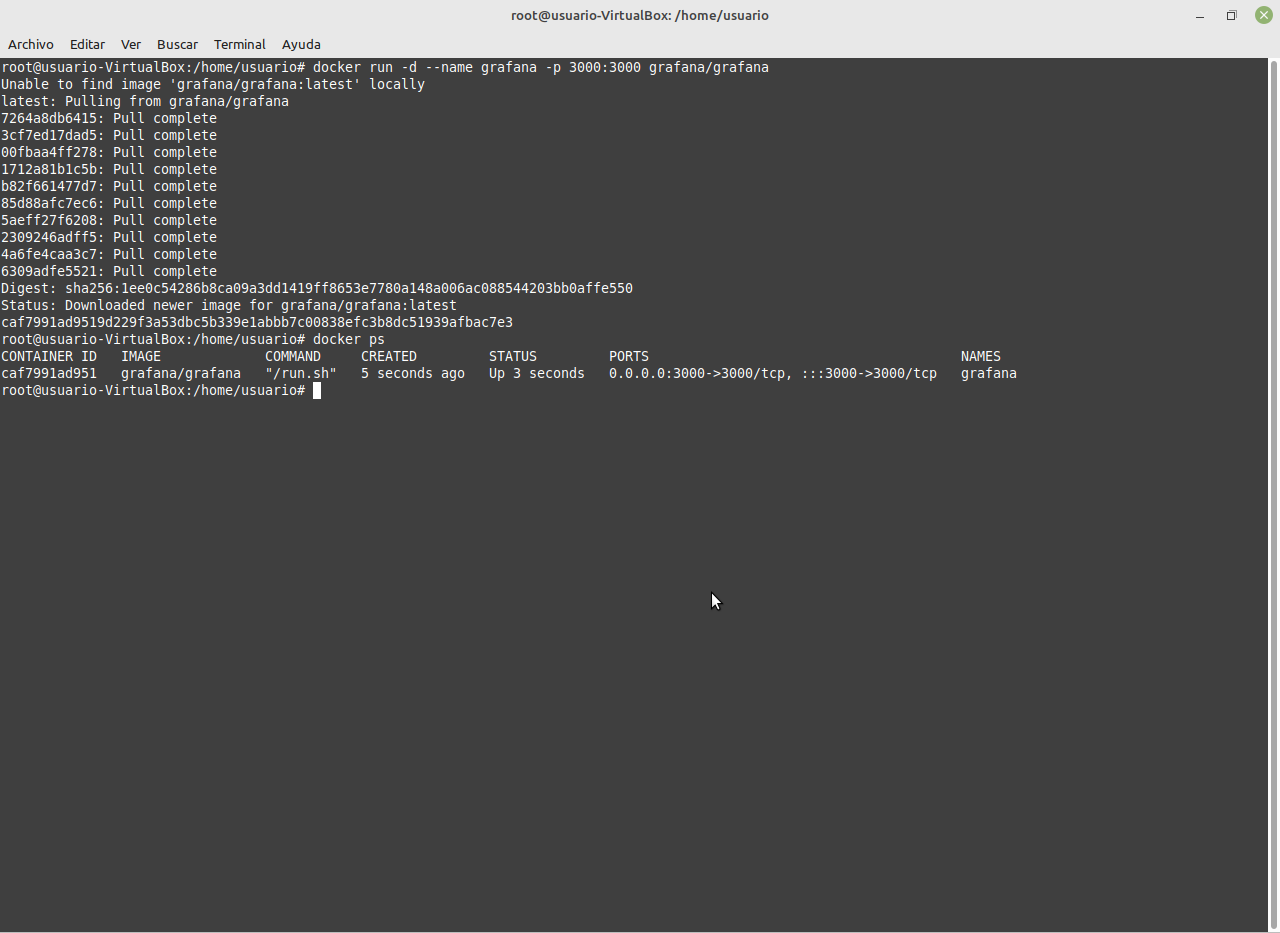 root@usuario-VirtualBox: /home/usuario
Archivo Editar Ver Buscar Terminal Ayuda
root@usuario-VirtualBox:/home/usuario# docker run -d --name grafana -p 3000:3000 grafana/grafana
Unable to find image 'grafana/grafana:latest' locally
latest: Pulling from grafana/grafana
7264a8db6415: Pull complete
3cf7ed17dad5: Pull complete
00fbaa4ff278: Pull complete
1712a81b1c5b: Pull complete
b82f661477d7: Pull complete
85d88afc7ec6: Pull complete
5aeff27f6208: Pull complete
2309246adff5: Pull complete
4a6fe4caa3c7: Pull complete
6309adfe5521: Pull complete
Digest: sha256:1ee0c54286b8ca09a3dd1419ff8653e7780a148a006ac088544203bb0affe550
Status: Downloaded newer image for grafana/grafana:latest
caf7991ad9519d229f3a53dbc5b339e1abbb7c00838efc3b8dc51939afbac7e3
root@usuario-VirtualBox:/home/usuario# docker ps
CONTAINER ID   IMAGE             COMMAND     CREATED         STATUS         PORTS                                       NAMES
caf7991ad951   grafana/grafana   "/run.sh"   5 seconds ago   Up 3 seconds   0.0.0.0:3000->3000/tcp, :::3000->3000/tcp   grafana
root@usuario-VirtualBox:/home/usuario#